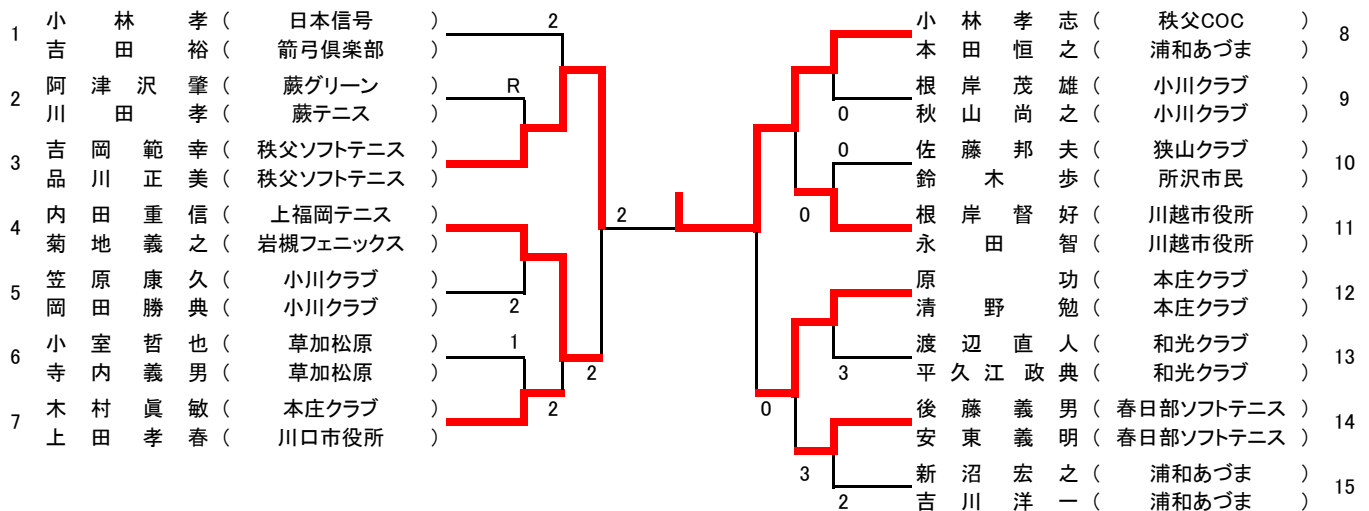 1 小林孝 ( 日本信号 )
吉田裕 ( 箭弓倶楽部 )
2
2 阿津沢肇 ( 蕨グリーン )
川田孝 ( 蕨テニス )
R
3 吉岡範幸 ( 秩父ソフトテニス )
品川正美 ( 秩父ソフトテニス )
4 内田重信 ( 上福岡テニス )
菊地義之 ( 岩槻フェニックス )
5 笠原康久 ( 小川クラブ )
岡田勝典 ( 小川クラブ )
2
6 小室哲也 ( 草加松原 )
寺内義男 ( 草加松原 )
1
2
7 木村眞敏 ( 本庄クラブ )
上田孝春 ( 川口市役所 )
2
2
小林孝志 ( 秩父COC ) 8
本田恒之 ( 浦和あづま )
根岸茂雄 ( 小川クラブ ) 9
秋山尚之 ( 小川クラブ )
0
佐藤邦夫 ( 狭山クラブ ) 10
鈴木歩 ( 所沢市民 )
0
0
根岸督好 ( 川越市役所 ) 11
永田智 ( 川越市役所 )
原功 ( 本庄クラブ ) 12
清野勉 ( 本庄クラブ )
渡辺直人 ( 和光クラブ ) 13
平久江政典 ( 和光クラブ )
3
0
後藤義男 ( 春日部ソフトテニス ) 14
安東義明 ( 春日部ソフトテニス )
3
新沼宏之 ( 浦和あづま ) 15
吉川洋一 ( 浦和あづま )
2